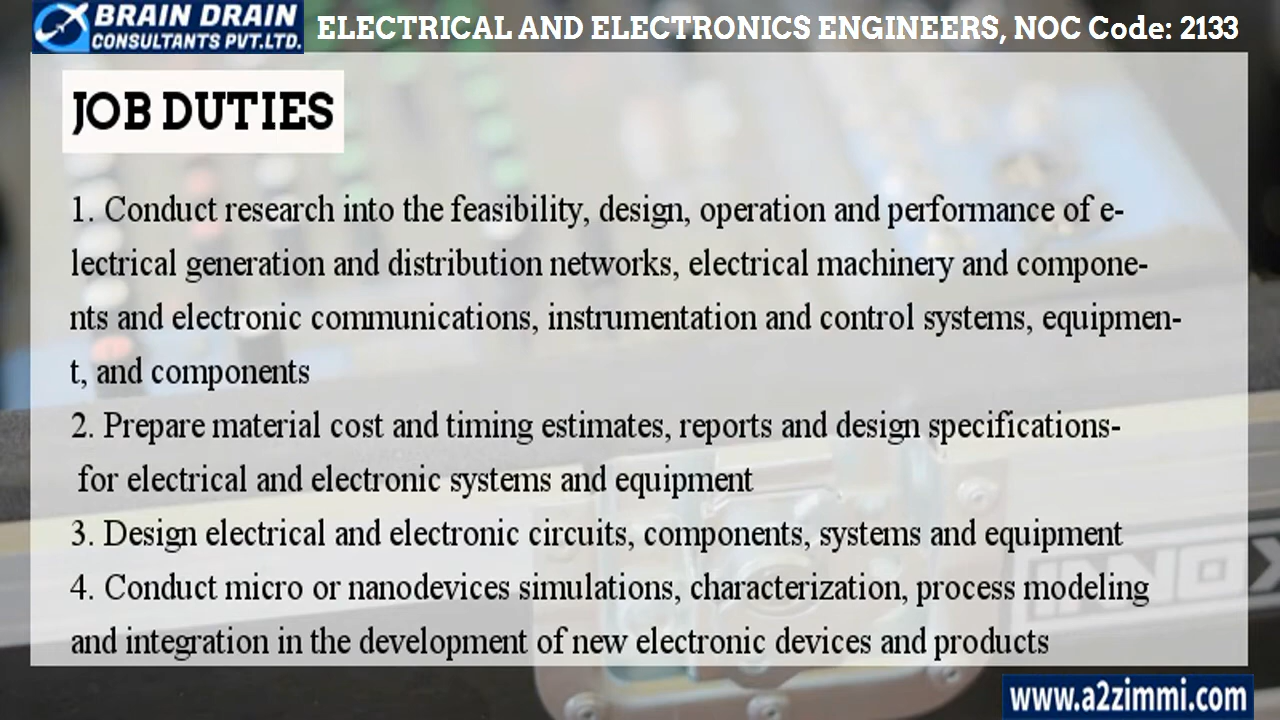 BRAIN DRAIN
CONSULTANTS PVT.LTD.
ELECTRICAL AND ELECTRONICS ENGINEERS, NOC Code: 2133
JOB DUTIES
1. Conduct research into the feasibility, design, operation and performance of e-
lectrical generation and distribution networks, electrical machinery and compone-
nts and electronic communications, instrumentation and control systems, equipmen-
t, and components
2. Prepare material cost and timing estimates, reports and design specifications-
for electrical and electronic systems and equipment
3. Design electrical and electronic circuits, components, systems and equipment
4. Conduct micro or nanodevices simulations, characterization, process modeling
and integration in the development of new electronic devices and products
www.a2zimmi.com